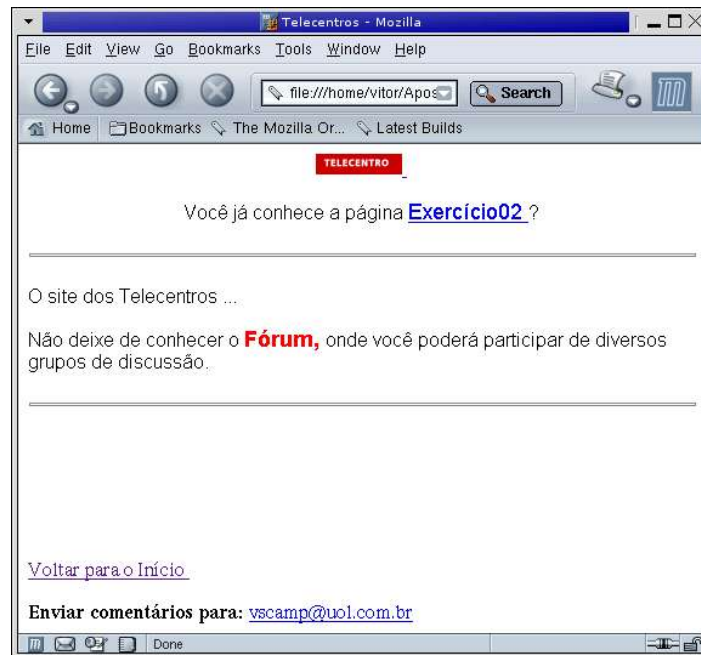 Telecentros - Mozilla
File Edit View Go Bookmarks Tools Window Help
file:///home/vitor/Apos Search
Home Bookmarks The Mozilla Or... Latest Builds
TELECENTRO
Você já conhece a página Exercício02 ?
O site dos Telecentros ...
Não deixe de conhecer o Fórum, onde você poderá participar de diversos
grupos de discussão.
Voltar para o Início
Enviar comentários para: vscamp@uol.com.br
Done